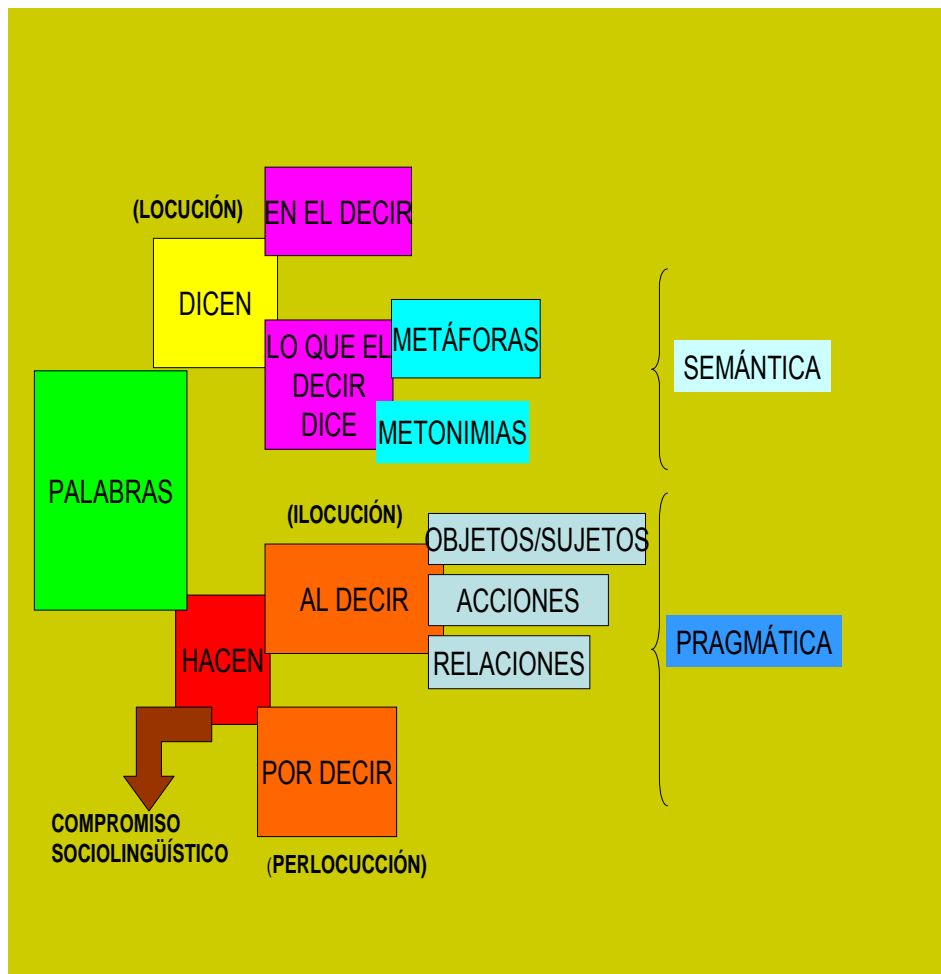 (LOCUCIÓN)
EN EL DECIR
DICEN
LO QUE EL
DECIR
DICE
METÁFORAS
METONIMIAS
SEMÁNTICA
PALABRAS
(ILOCUCIÓN)
OBJETOS/SUJETOS
AL DECIR
ACCIONES
RELACIONES
HACEN
PRAGMÁTICA
POR DECIR
COMPROMISO
SOCIOLINGÜÍSTICO
(PERLOCUCCIÓN)